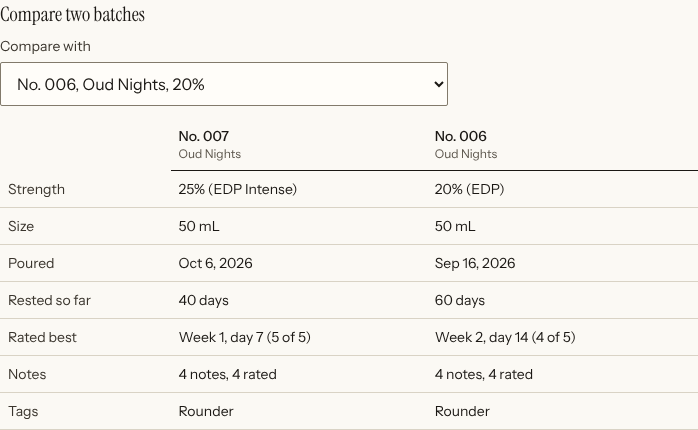 Compare two batches
Compare with
No. 006, Oud Nights, 20%
No. 007 No. 006
Oud Nights Oud Nights
Strength 25% (EDP Intense) 20% (EDP)
Size 50 mL 50 mL
Poured Oct 6, 2026 Sep 16, 2026
Rested so far 40 days 60 days
Rated best Week 1, day 7 (5 of 5) Week 2, day 14 (4 of 5)
Notes 4 notes, 4 rated 4 notes, 4 rated
Tags Rounder Rounder